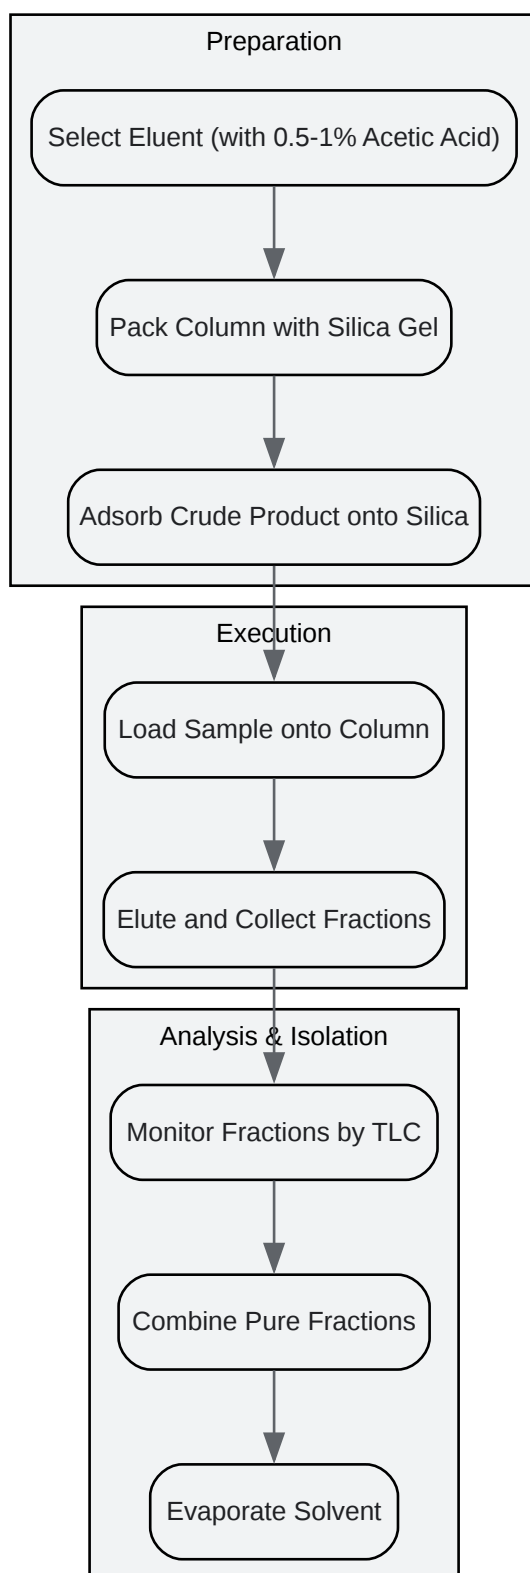 Preparation
Select Eluent (with 0.5-1% Acetic Acid)
Pack Column with Silica Gel
Adsorb Crude Product onto Silica
Execution
Load Sample onto Column
Elute and Collect Fractions
Analysis & Isolation
Monitor Fractions by TLC
Combine Pure Fractions
Evaporate Solvent